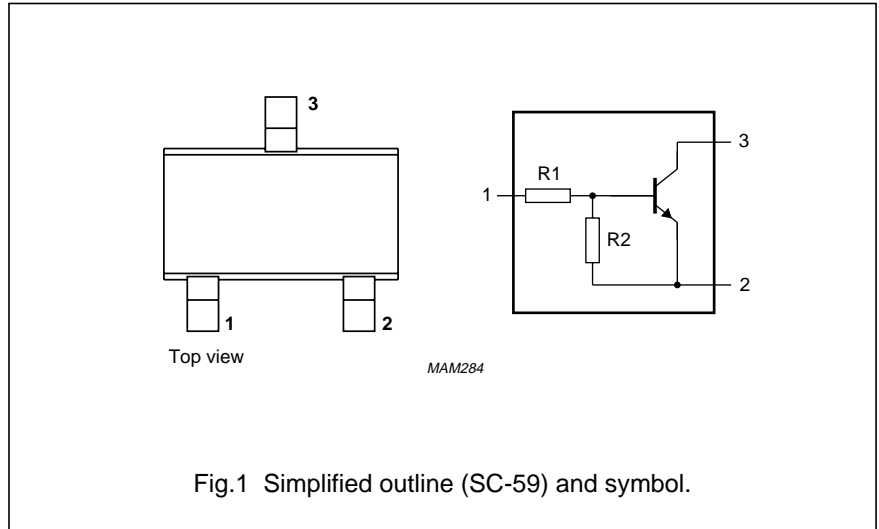 3
1
2
Top view
R1
R2
1
3
2
MAM284
Fig.1 Simplified outline (SC-59) and symbol.